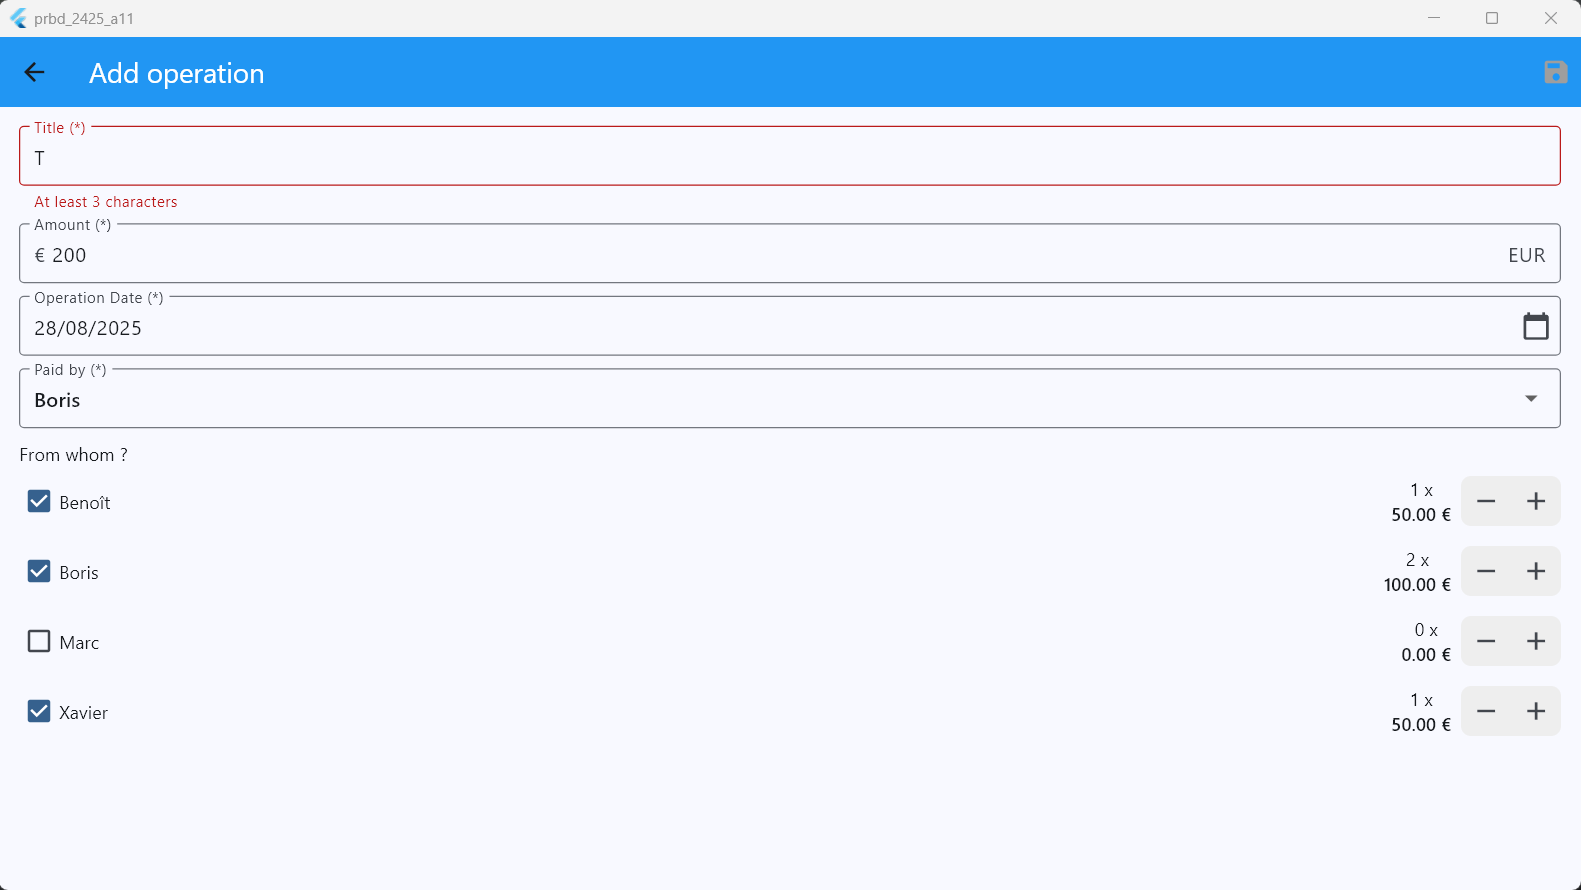 prbd_2425_a11
Add operation
Title (*)
T
At least 3 characters
Amount (*)
€ 200 EUR
Operation Date (*)
28/08/2025
Paid by (*)
Boris
From whom ?
Benoît
1 x
50.00 €
Boris
2 x
100.00 €
Marc
0 x
0.00 €
Xavier
1 x
50.00 €